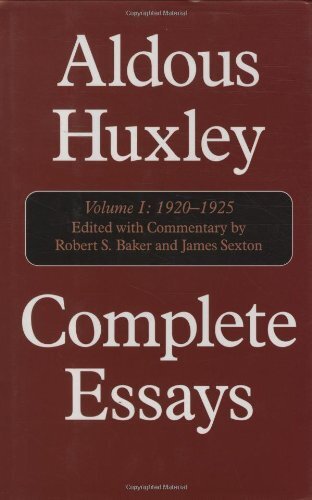 Aldous
Huxley
Volume I: 1920–1925
Edited with Commentary by
Robert S. Baker and James Sexton
Complete
Essays